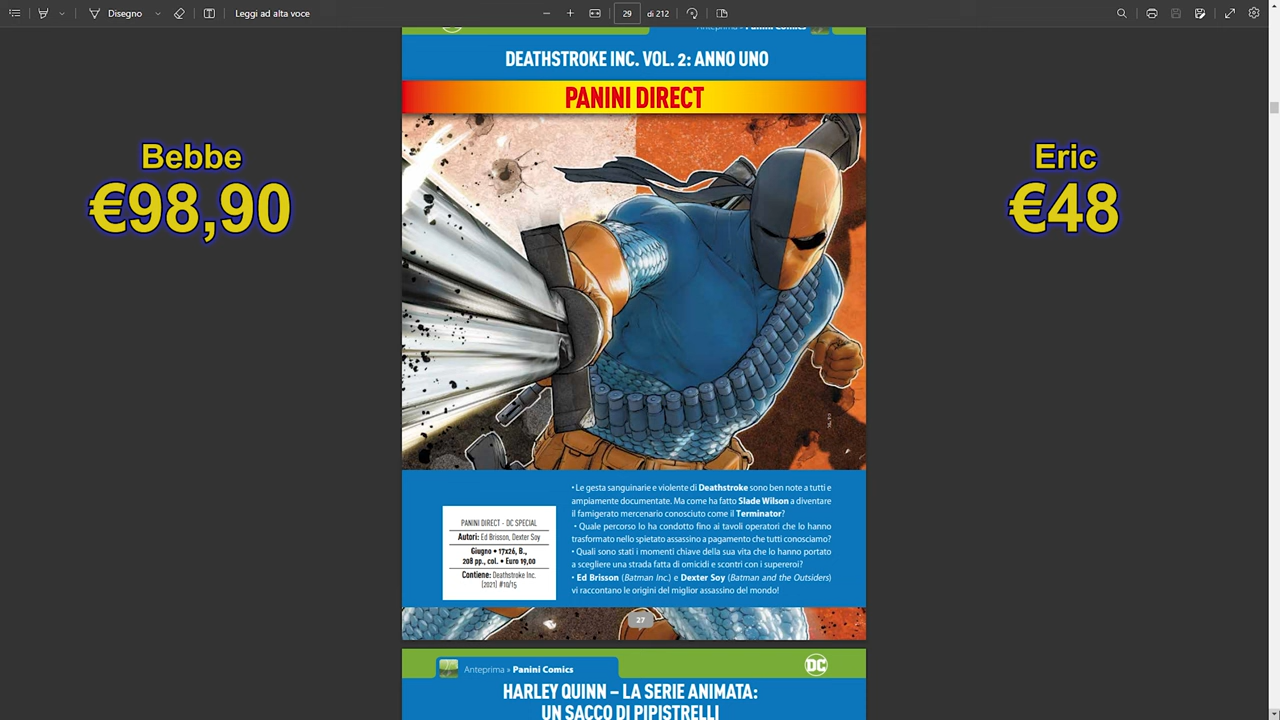 Disegno
Leggi ad alta voce
29
di 212
Anteprima » Panini Comics
DEATHSTROKE INC. VOL. 2: ANNO UNO
PANINI DIRECT
Bebbe
€98,90
Eric
€48
PANINI DIRECT - DC SPECIAL
Autori: Ed Brisson, Dexter Soy
Giugno • 17x26, B.,
208 pp., col. • Euro 19,00
Contiene: Deathstroke Inc.
(2021) #10/15
• Le gesta sanguinarie e violente di Deathstroke sono ben note a tutti e
ampiamente documentate. Ma come ha fatto Slade Wilson a diventare
il famigerato mercenario conosciuto come il Terminator?
• Quale percorso lo ha condotto fino ai tavoli operatori che lo hanno
trasformato nello spietato assassino a pagamento che tutti conosciamo?
• Quali sono stati i momenti chiave della sua vita che lo hanno portato
a scegliere una strada fatta di omicidi e scontri con i supereroi?
• Ed Brisson (Batman Inc.) e Dexter Soy (Batman and the Outsiders)
vi raccontano le origini del miglior assassino del mondo!
27
Anteprima » Panini Comics
DC
HARLEY QUINN – LA SERIE ANIMATA:
UN SACCO DI PIPISTRELLI